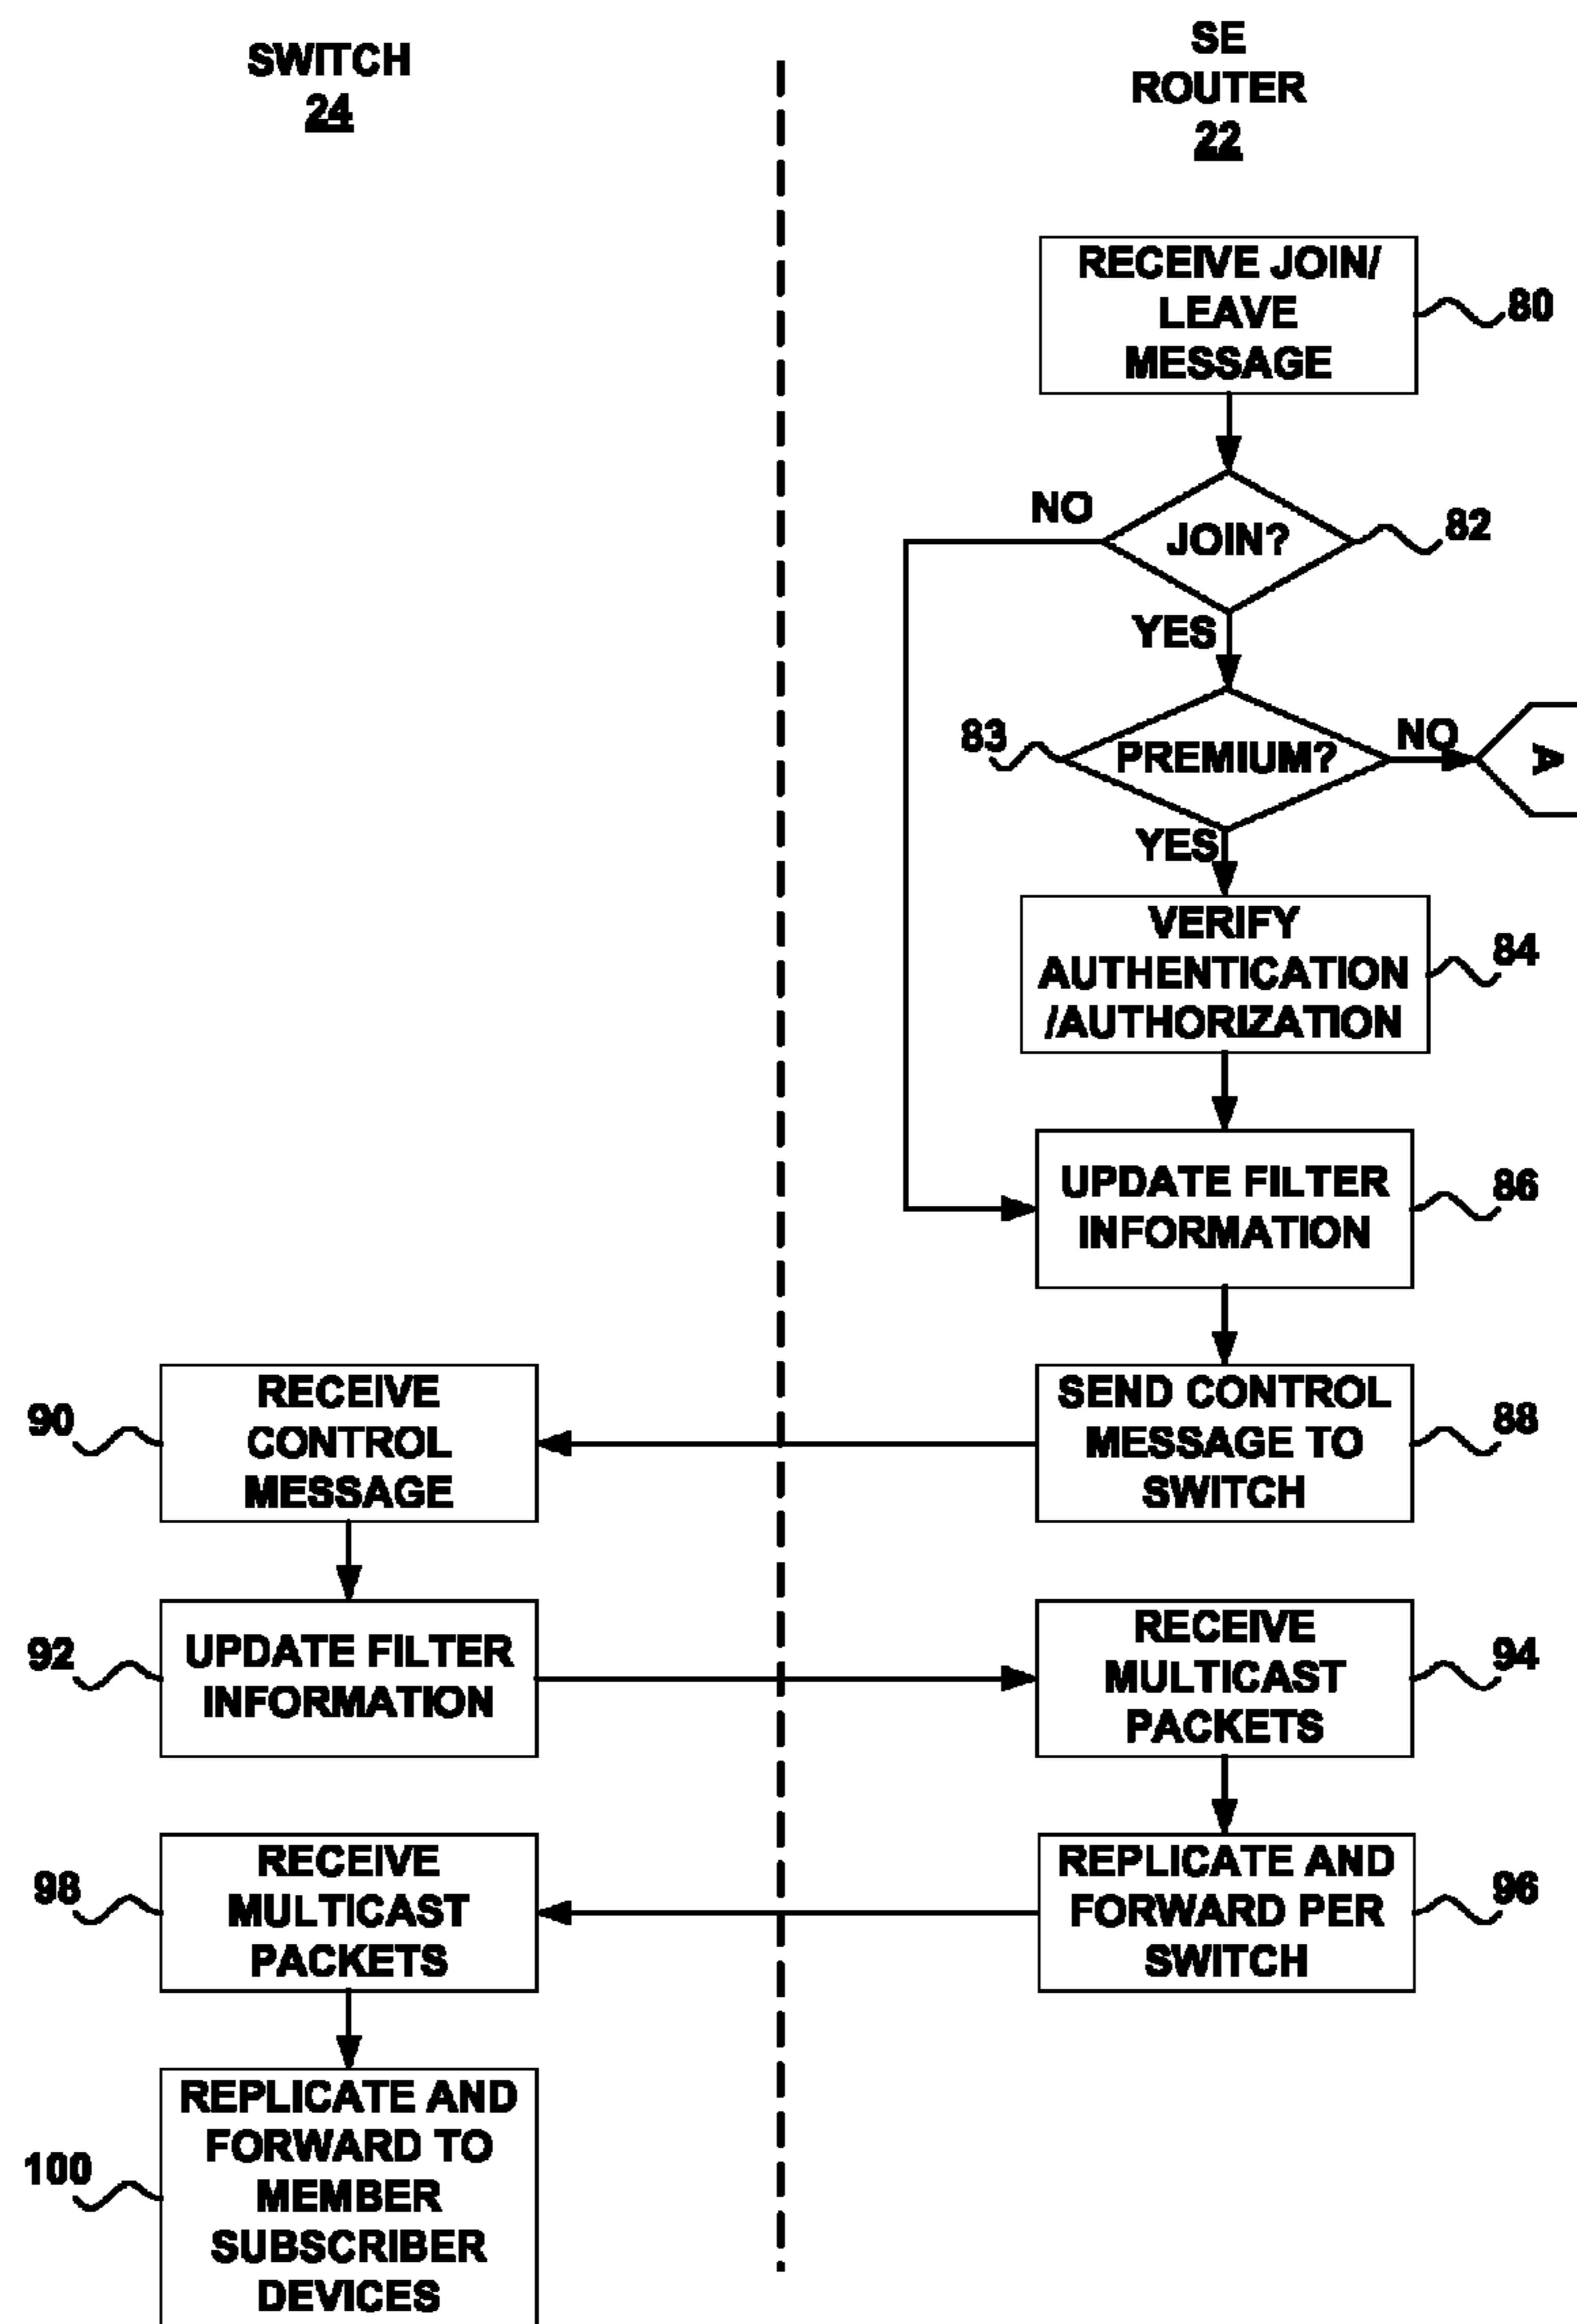 SWITCH
24
SE
ROUTER
22
RECEIVE JOIN/
LEAVE
MESSAGE
80
NO
JOIN?
82
YES
83
PREMIUM?
NO
A
YES
VERIFY
AUTHENTICATION
/AUTHORIZATION
84
UPDATE FILTER
INFORMATION
86
90
RECEIVE
CONTROL
MESSAGE
SEND CONTROL
MESSAGE TO
SWITCH
88
92
UPDATE FILTER
INFORMATION
RECEIVE
MULTICAST
PACKETS
94
98
RECEIVE
MULTICAST
PACKETS
REPLICATE AND
FORWARD PER
SWITCH
96
100
REPLICATE AND
FORWARD TO
MEMBER
SUBSCRIBER
DEVICES